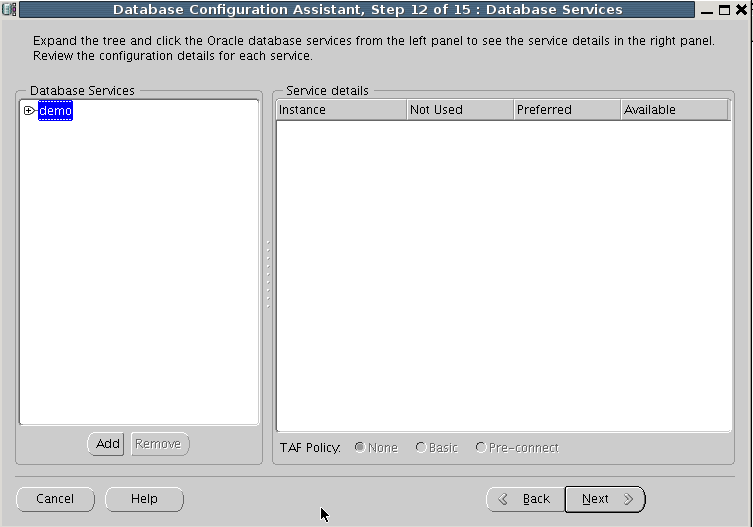 Database Configuration Assistant, Step 12 of 15 : Database Services
Expand the tree and click the Oracle database services from the left panel to see the service details in the right panel.
Review the configuration details for each service.
Database Services
demo
Add Remove
Service details
Instance Not Used Preferred Available
TAF Policy: None Basic Pre-connect
Cancel Help Back Next